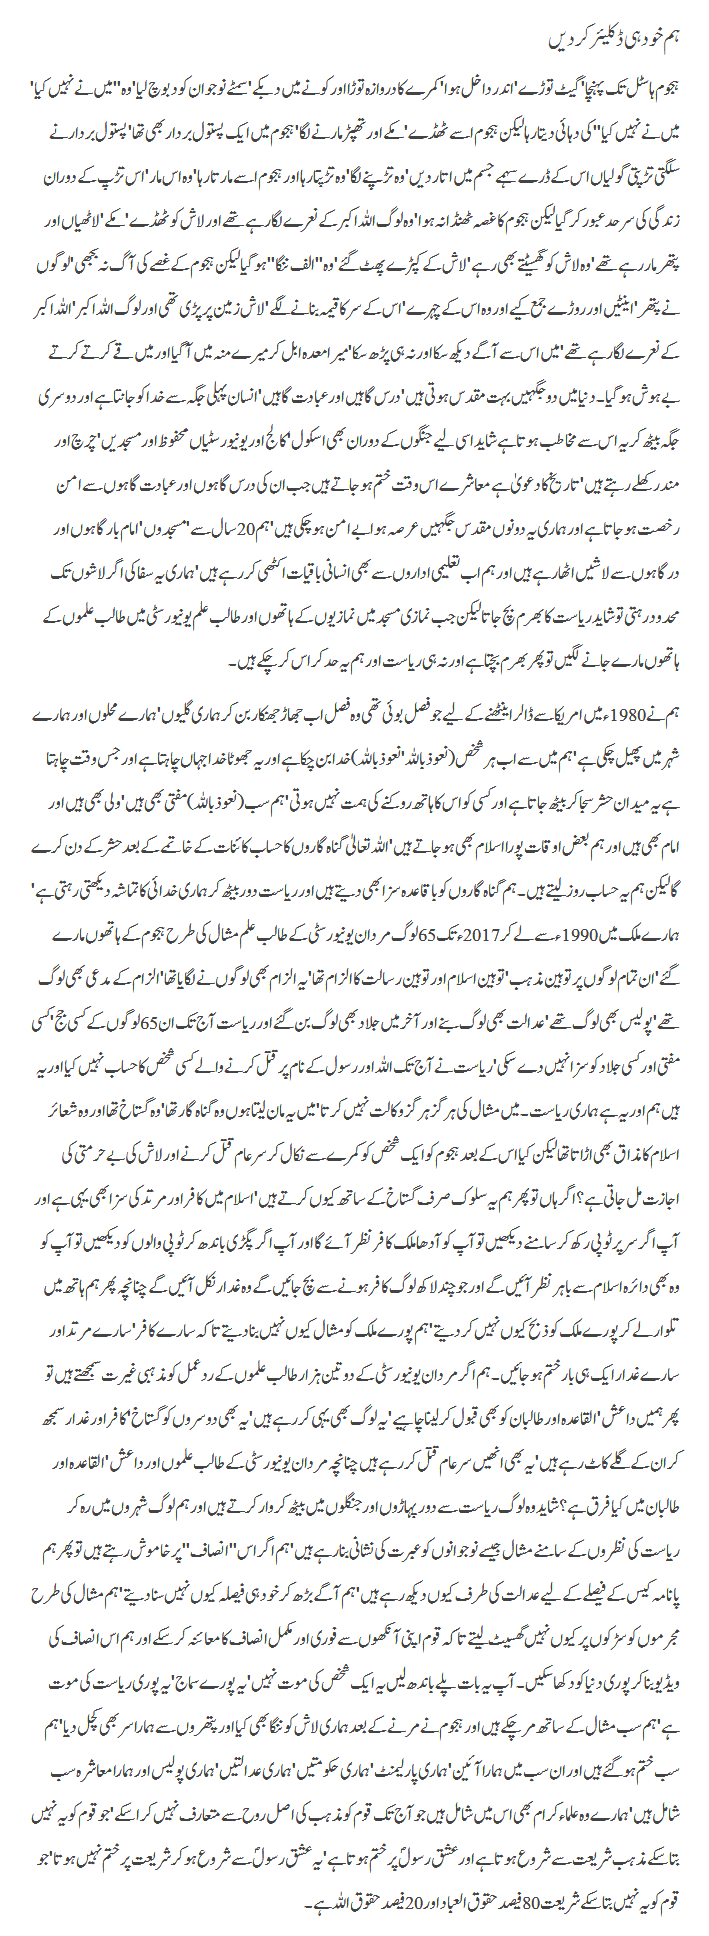 ہم خود ہی ڈکلیئر کر دیں
ہجوم ہاسٹل تک پہنچا' گیٹ توڑے' اندر داخل ہوا' کمرے کا دروازہ توڑا اور کونے میں دبکے' سمٹے نوجوان کو دبوچ لیا' وہ ''میں نے نہیں کیا'
میں نے نہیں کیا'' کی دہائی دیتا رہا لیکن ہجوم اسے ٹھڈے' مکے اور تھپڑ مارنے لگا' ہجوم میں ایک پستول بردار بھی تھا' پستول بردار نے
سلگتی تڑپتی گولیاں اس کے ڈرے سہمے جسم میں اتار دیں' وہ تڑپنے لگا' وہ تڑپتا رہا اور ہجوم اسے مارتا رہا' وہ اس مار' اس تڑپ کے دوران
زندگی کی سرحد عبور کر گیا لیکن ہجوم کا غصہ ٹھنڈا نہ ہوا' وہ لوگ اللہ اکبر کے نعرے لگا رہے تھے اور لاش کو ٹھڈے' مکے' لاٹھیاں اور
پتھر مار رہے تھے' وہ لاش کو گھسیٹتے بھی رہے' لاش کے کپڑے پھٹ گئے' وہ ''الف ننگا'' ہو گیا لیکن ہجوم کے غصے کی آگ نہ بجھی' لوگوں
نے پتھر' اینٹیں اور روڑے جمع کیے اور وہ اس کے چہرے' اس کے سر کا قیمہ بنانے لگے' لاش زمین پر پڑی تھی اور لوگ اللہ اکبر' اللہ اکبر
کے نعرے لگا رہے تھے' میں اس سے آگے دیکھ سکا اور نہ ہی پڑھ سکا' میرا معدہ ابل کر میرے منہ میں آ گیا اور میں قے کرتے کرتے
بے ہوش ہو گیا۔ دنیا میں دو جگہیں بہت مقدس ہوتی ہیں' درس گاہیں اور عبادت گاہیں' انسان پہلی جگہ سے خدا کو جانتا ہے اور دوسری
جگہ بیٹھ کر یہ اس سے مخاطب ہوتا ہے شاید اسی لیے جنگوں کے دوران بھی اسکول' کالج اور یونیورسٹیاں محفوظ اور مسجدیں' چرچ اور
مندر کھلے رہتے ہیں' تاریخ کا دعویٰ ہے معاشرے اس وقت ختم ہو جاتے ہیں جب ان کی درس گاہوں اور عبادت گاہوں سے امن
رخصت ہو جاتا ہے اور ہماری یہ دونوں مقدس جگہیں عرصہ ہوا بے امن ہو چکی ہیں' ہم 20 سال سے' مسجدوں' امام بارگاہوں اور
درگاہوں سے لاشیں اٹھا رہے ہیں اور ہم اب تعلیمی اداروں سے بھی انسانی باقیات اکٹھی کر رہے ہیں' ہماری یہ سفاکی اگر لاشوں تک
محدود رہتی تو شاید ریاست کا بھرم بچ جاتا لیکن جب نمازی مسجد میں نمازیوں کے ہاتھوں اور طالب علم یونیورسٹی میں طالب علموں کے
ہاتھوں مارے جانے لگیں تو پھر بھرم بچتا ہے اور نہ ہی ریاست اور ہم یہ حد کراس کر چکے ہیں۔
ہم نے 1980ء میں امریکا سے ڈالر اینٹھنے کے لیے جو فصل بوئی تھی وہ فصل اب جھاڑ جھنکار بن کر ہماری گلیوں' ہمارے محلوں اور ہمارے
شہر میں پھیل چکی ہے' ہم میں سے اب ہر شخص (نعوذ باللہ' نعوذ باللہ) خدا بن چکا ہے اور یہ جھوٹا خدا جہاں چاہتا ہے اور جس وقت چاہتا
ہے یہ میدان حشر سجا کر بیٹھ جاتا ہے اور کسی کو اس کا ہاتھ روکنے کی ہمت نہیں ہوتی' ہم سب (نعوذ باللہ) مفتی بھی ہیں' ولی بھی ہیں اور
امام بھی ہیں اور ہم بعض اوقات پورا اسلام بھی ہو جاتے ہیں' اللہ تعالیٰ گناہ گاروں کا حساب کائنات کے خاتمے کے بعد حشر کے دن کرے
گا لیکن ہم یہ حساب روز لیتے ہیں۔ ہم گناہ گاروں کو باقاعدہ سزا بھی دیتے ہیں اور ریاست دور بیٹھ کر ہماری خدائی کا تماشہ دیکھتی رہتی ہے'
ہمارے ملک میں 1990ء سے لے کر 2017ء تک 65 لوگ مردان یونیورسٹی کے طالب علم مشال کی طرح ہجوم کے ہاتھوں مارے
گئے' ان تمام لوگوں پر توہین مذہب' توہین اسلام اور توہین رسالت کا الزام تھا' یہ الزام بھی لوگوں نے لگایا تھا' الزام کے مدعی بھی لوگ
تھے' پولیس بھی لوگ تھے' عدالت بھی لوگ بنے اور آخر میں جلاد بھی لوگ بن گئے اور ریاست آج تک ان 65 لوگوں کے کسی جج' کسی
مفتی اور کسی جلاد کو سزا نہیں دے سکی' ریاست نے آج تک اللہ اور رسول کے نام پر قتل کرنے والے کسی شخص کا حساب نہیں کیا اور یہ
ہیں ہم اور یہ ہے ہماری ریاست۔ میں مشال کی ہرگز ہرگز وکالت نہیں کرتا' میں یہ مان لیتا ہوں وہ گناہ گار تھا' وہ گستاخ تھا اور وہ شعائر
اسلام کا مذاق بھی اڑاتا تھا لیکن کیا اس کے بعد ہجوم کو ایک شخص کو کمرے سے نکال کر سرعام قتل کرنے اور لاش کی بے حرمتی کی
اجازت مل جاتی ہے؟ اگر ہاں تو پھر ہم یہ سلوک صرف گستاخ کے ساتھ کیوں کرتے ہیں' اسلام میں کافر اور مرتد کی سزا بھی یہی ہے اور
آپ اگر سر پر ٹوپی رکھ کر سامنے دیکھیں تو آپ کو آدھا ملک کافر نظر آئے گا اور آپ اگر پگڑی باندھ کر ٹوپی والوں کو دیکھیں تو آپ کو
وہ بھی دائرہ اسلام سے باہر نظر آئیں گے اور جو چند لاکھ لوگ کافر ہونے سے بچ جائیں گے وہ غدار نکل آئیں گے چنانچہ پھر ہم ہاتھ میں
تلوار لے کر پورے ملک کو ذبح کیوں نہیں کر دیتے' ہم پورے ملک کو مشال کیوں نہیں بنا دیتے تا کہ سارے کافر' سارے مرتد اور
سارے غدار ایک ہی بار ختم ہو جائیں۔ ہم اگر مردان یونیورسٹی کے دو تین ہزار طالب علموں کے ردعمل کو مذہبی غیرت سمجھتے ہیں تو
پھر ہمیں داعش' القاعدہ اور طالبان کو بھی قبول کر لینا چاہیے' یہ لوگ بھی یہی کر رہے ہیں' یہ بھی دوسروں کو گستاخ' کافر اور غدار سمجھ
کر ان کے گلے کاٹ رہے ہیں' یہ بھی انھیں سرعام قتل کر رہے ہیں چنانچہ مردان یونیورسٹی کے طالب علموں اور داعش' القاعدہ اور
طالبان میں کیا فرق ہے؟ شاید وہ لوگ ریاست سے دور پہاڑوں اور جنگلوں میں بیٹھ کر وار کرتے ہیں اور ہم لوگ شہروں میں رہ کر
ریاست کی نظروں کے سامنے مشال جیسے نوجوانوں کو عبرت کی نشانی بنا رہے ہیں' ہم اگر اس ''انصاف'' پر خاموش رہتے ہیں تو پھر ہم
پانامہ کیس کے فیصلے کے لیے عدالت کی طرف کیوں دیکھ رہے ہیں' ہم آگے بڑھ کر خود ہی فیصلہ کیوں نہیں سنا دیتے' ہم مشال کی طرح
مجرموں کو سڑکوں پر کیوں نہیں گھسیٹ لیتے تا کہ قوم اپنی آنکھوں سے فوری اور مکمل انصاف کا معائنہ کر سکے اور ہم اس انصاف کی
ویڈیو بنا کر پوری دنیا کو دکھا سکیں۔ آپ یہ بات پلے باندھ لیں یہ ایک شخص کی موت نہیں' یہ پورے سماج' یہ پوری ریاست کی موت
ہے' ہم سب مشال کے ساتھ مر چکے ہیں اور ہجوم نے مرنے کے بعد ہماری لاش کو ننگا بھی کیا اور پتھروں سے ہمارا سر بھی کچل دیا' ہم
سب ختم ہو گئے ہیں اور ان سب میں ہمارا آئین' ہماری پارلیمنٹ' ہماری حکومتیں' ہماری عدالتیں' ہماری پولیس اور ہمارا معاشرہ سب
شامل ہیں' ہمارے وہ علماء کرام بھی اس میں شامل ہیں جو آج تک قوم کو مذہب کی اصل روح سے متعارف نہیں کرا سکے' جو قوم کو یہ نہیں
بتا سکے مذہب شریعت سے شروع ہوتا ہے اور عشق رسولؐ پر ختم ہوتا ہے' یہ عشق رسولؐ سے شروع ہو کر شریعت پر ختم نہیں ہوتا' جو
قوم کو یہ نہیں بتا سکے شریعت 80 فیصد حقوق العباد اور 20 فیصد حقوق اللہ ہے۔